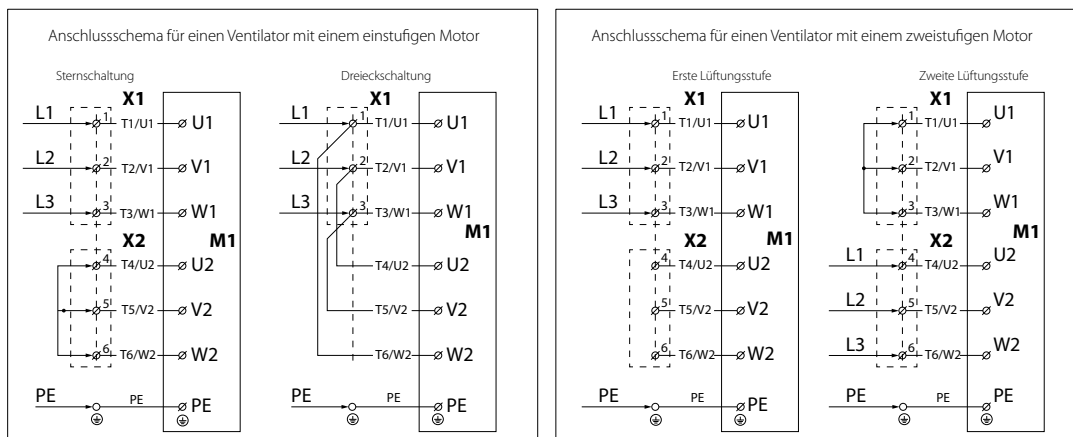 Anschlussschema für einen Ventilator mit einem einstufigen Motor
Sternschaltung
X1
L1 1 T1/U1 U1
L2 2 T2/V1 V1
L3 3 T3/W1 W1
X2 M1
4 T4/U2 U2
5 T5/V2 V2
6 T6/W2 W2
PE PE PE
Dreieckschaltung
X1
L1 1 T1/U1 U1
L2 2 T2/V1 V1
L3 3 T3/W1 W1
M1
T4/U2 U2
T5/V2 V2
T6/W2 W2
PE PE PE
Anschlussschema für einen Ventilator mit einem zweistufigen Motor
Erste Lüftungsstufe
X1
L1 1 T1/U1 U1
L2 2 T2/V1 V1
L3 3 T3/W1 W1
X2 M1
4 T4/U2 U2
5 T5/V2 V2
6 T6/W2 W2
PE PE PE
Zweite Lüftungsstufe
X1
1 T1/U1 U1
2 T2/V1 V1
3 T3/W1 W1
X2 M1
L1 4 T4/U2 U2
L2 5 T5/V2 V2
L3 6 T6/W2 W2
PE PE PE